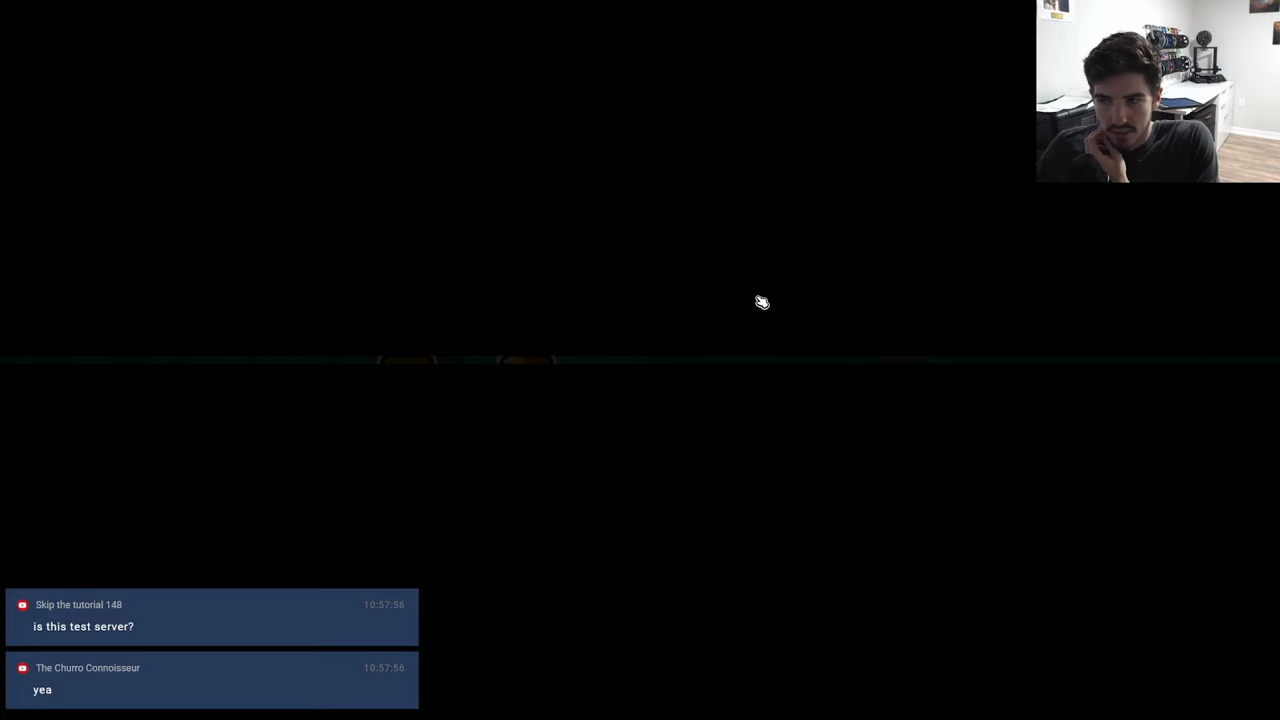 Skip the tutorial 148 10:57:56
is this test server?
The Churro Connoisseur 10:57:56
yea